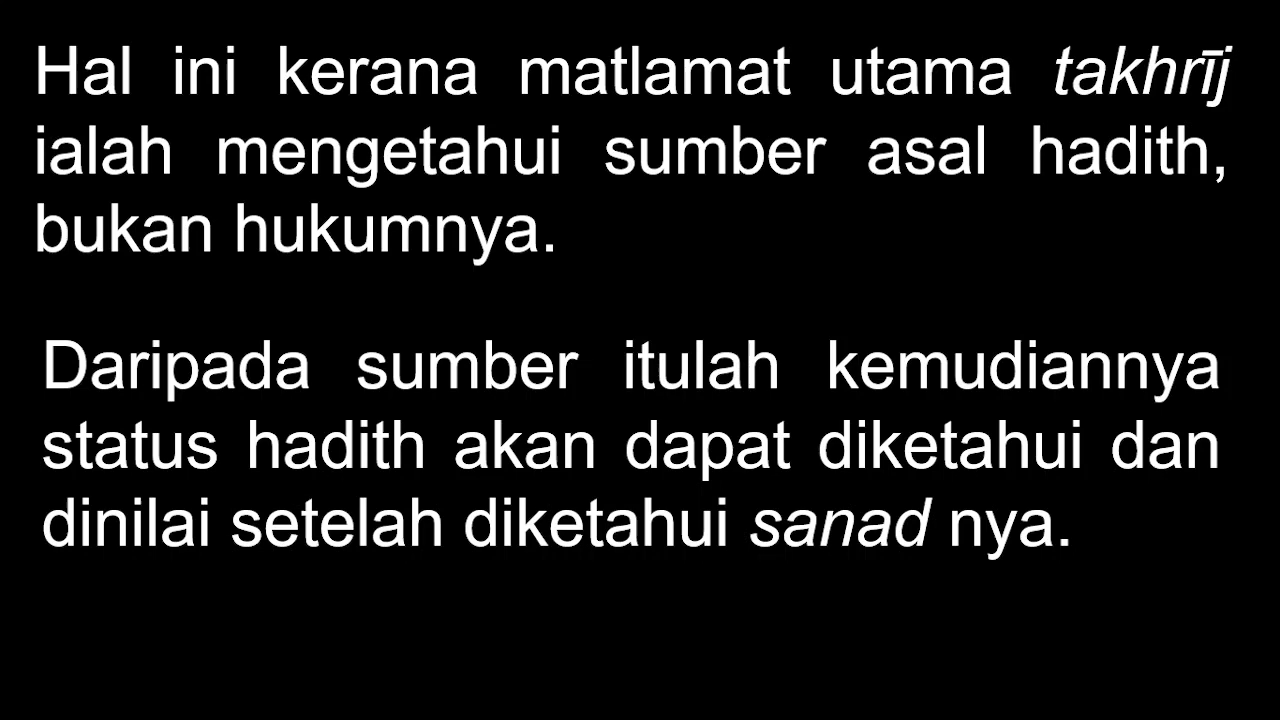 Hal ini kerana matlamat utama takhrīj
ialah mengetahui sumber asal hadith,
bukan hukumnya.
Daripada sumber itulah kemudiannya
status hadith akan dapat diketahui dan
dinilai setelah diketahui sanad nya.